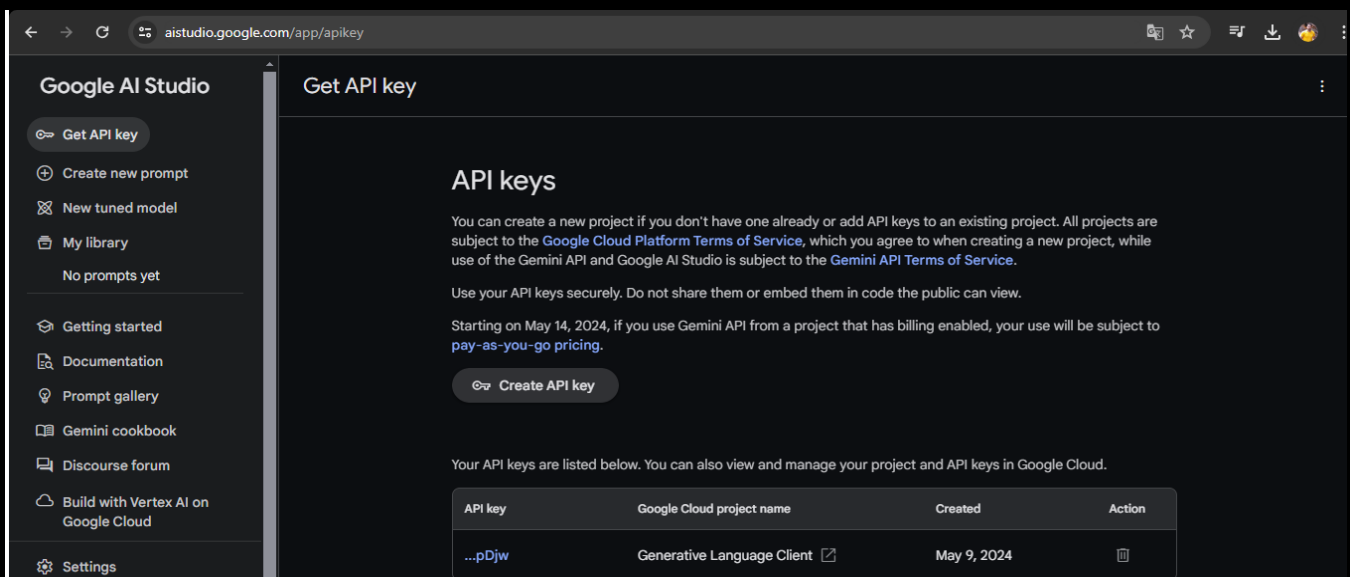 aistudio.google.com/app/apikey
Google AI Studio
Get API key
Create new prompt
New tuned model
My library
No prompts yet
Getting started
Documentation
Prompt gallery
Gemini cookbook
Discourse forum
Build with Vertex AI on
Google Cloud
Settings
Get API key
API keys
You can create a new project if you don't have one already or add API keys to an existing project. All projects are
subject to the Google Cloud Platform Terms of Service, which you agree to when creating a new project, while
use of the Gemini API and Google AI Studio is subject to the Gemini API Terms of Service.
Use your API keys securely. Do not share them or embed them in code the public can view.
Starting on May 14, 2024, if you use Gemini API from a project that has billing enabled, your use will be subject to
pay-as-you-go pricing.
Create API key
Your API keys are listed below. You can also view and manage your project and API keys in Google Cloud.
API key Google Cloud project name Created Action
...pDjw Generative Language Client May 9, 2024